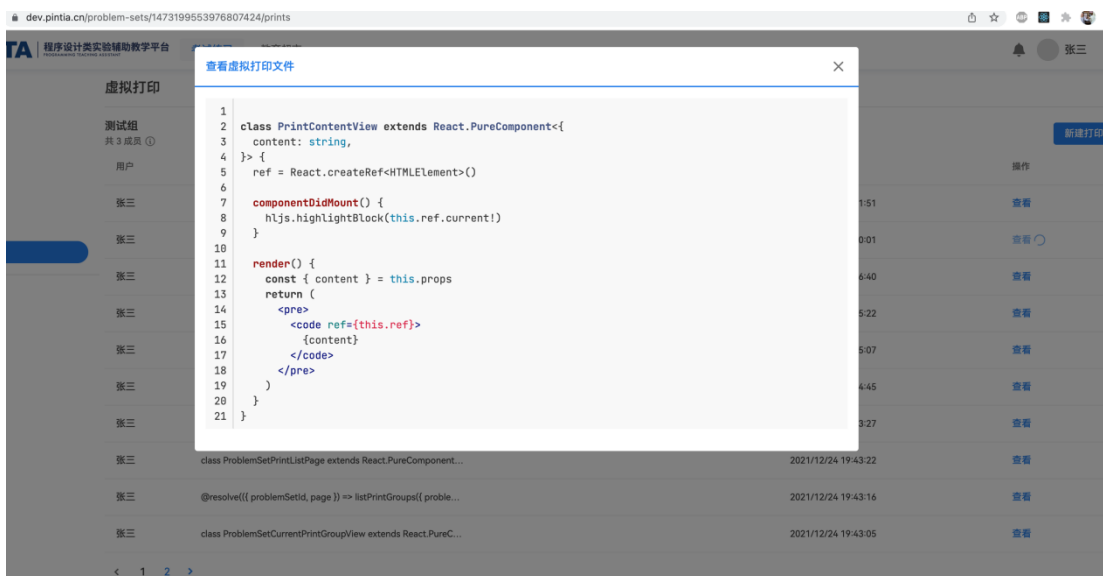 dev.pintia.cn/problem-sets/1473199553976807424/prints
TA 程序设计类实验辅助教学平台
PROGRAMMING TEACHING ASSISTANT
张三
虚拟打印
测试组
共 3 成员
新建打印
用户
操作
查看虚拟打印文件
1
2 class PrintContentView extends React.PureComponent<{
3   content: string,
4 }> {
5   ref = React.createRef<HTMLElement>()
6
7   componentDidMount() {
8     hljs.highlightBlock(this.ref.current!)
9   }
10
11   render() {
12     const { content } = this.props
13     return (
14       <pre>
15         <code ref={this.ref}>
16           {content}
17         </code>
18       </pre>
19     )
20   }
21 }
张三 1:51 查看
张三 0:01 查看
张三 6:40 查看
张三 5:22 查看
张三 5:07 查看
张三 4:45 查看
张三 3:27 查看
张三 class ProblemSetPrintListPage extends React.PureComponent... 2021/12/24 19:43:22 查看
张三 @resolve(({ problemSetId, page }) => listPrintGroups({ proble... 2021/12/24 19:43:16 查看
张三 class ProblemSetCurrentPrintGroupView extends React.PureC... 2021/12/24 19:43:05 查看
< 1 2 >